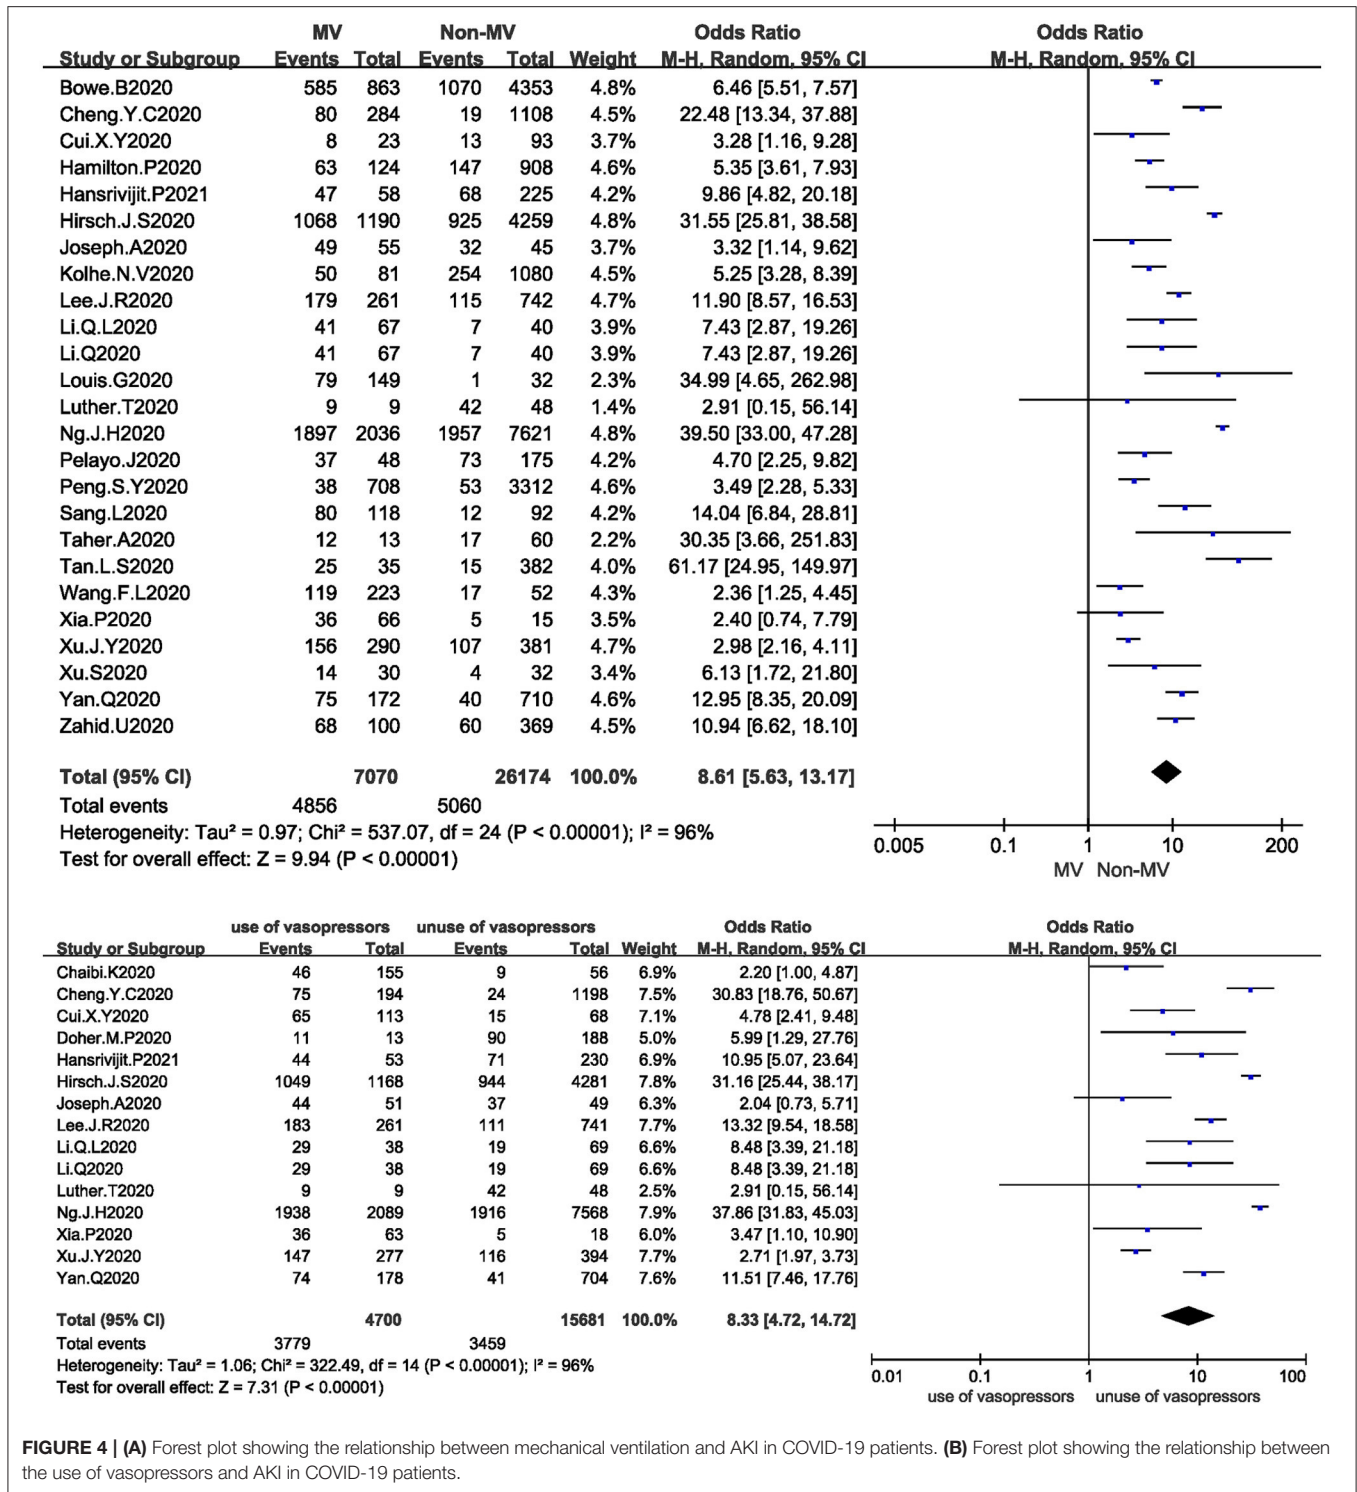 MV Non-MV Odds Ratio Odds Ratio
Study or Subgroup Events Total Events Total Weight M-H, Random, 95% CI M-H, Random, 95% CI
Bowe.B2020 585 863 1070 4353 4.8% 6.46 [5.51, 7.57]
Cheng.Y.C2020 80 284 19 1108 4.5% 22.48 [13.34, 37.88]
Cui.X.Y2020 8 23 13 93 3.7% 3.28 [1.16, 9.28]
Hamilton.P2020 63 124 147 908 4.6% 5.35 [3.61, 7.93]
Hansrivijit.P2021 47 58 68 225 4.2% 9.86 [4.82, 20.18]
Hirsch.J.S2020 1068 1190 925 4259 4.8% 31.55 [25.81, 38.58]
Joseph.A2020 49 55 32 45 3.7% 3.32 [1.14, 9.62]
Kolhe.N.V2020 50 81 254 1080 4.5% 5.25 [3.28, 8.39]
Lee.J.R2020 179 261 115 742 4.7% 11.90 [8.57, 16.53]
Li.Q.L2020 41 67 7 40 3.9% 7.43 [2.87, 19.26]
Li.Q2020 41 67 7 40 3.9% 7.43 [2.87, 19.26]
Louis.G2020 79 149 1 32 2.3% 34.99 [4.65, 262.98]
Luther.T2020 9 9 42 48 1.4% 2.91 [0.15, 56.14]
Ng.J.H2020 1897 2036 1957 7621 4.8% 39.50 [33.00, 47.28]
Pelayo.J2020 37 48 73 175 4.2% 4.70 [2.25, 9.82]
Peng.S.Y2020 38 708 53 3312 4.6% 3.49 [2.28, 5.33]
Sang.L2020 80 118 12 92 4.2% 14.04 [6.84, 28.81]
Taher.A2020 12 13 17 60 2.2% 30.35 [3.66, 251.83]
Tan.L.S2020 25 35 15 382 4.0% 61.17 [24.95, 149.97]
Wang.F.L2020 119 223 17 52 4.3% 2.36 [1.25, 4.45]
Xia.P2020 36 66 5 15 3.5% 2.40 [0.74, 7.79]
Xu.J.Y2020 156 290 107 381 4.7% 2.98 [2.16, 4.11]
Xu.S2020 14 30 4 32 3.4% 6.13 [1.72, 21.80]
Yan.Q2020 75 172 40 710 4.6% 12.95 [8.35, 20.09]
Zahid.U2020 68 100 60 369 4.5% 10.94 [6.62, 18.10]
Total (95% CI) 7070 26174 100.0% 8.61 [5.63, 13.17]
Total events 4856 5060
Heterogeneity: Tau² = 0.97; Chi² = 537.07, df = 24 (P < 0.00001); I² = 96%
Test for overall effect: Z = 9.94 (P < 0.00001)
0.005 0.1 1 10 200
MV Non-MV
use of vasopressors unuse of vasopressors Odds Ratio Odds Ratio
Study or Subgroup Events Total Events Total Weight M-H, Random, 95% CI M-H, Random, 95% CI
Chaibi.K2020 46 155 9 56 6.9% 2.20 [1.00, 4.87]
Cheng.Y.C2020 75 194 24 1198 7.5% 30.83 [18.76, 50.67]
Cui.X.Y2020 65 113 15 68 7.1% 4.78 [2.41, 9.48]
Doher.M.P2020 11 13 90 188 5.0% 5.99 [1.29, 27.76]
Hansrivijit.P2021 44 53 71 230 6.9% 10.95 [5.07, 23.64]
Hirsch.J.S2020 1049 1168 944 4281 7.8% 31.16 [25.44, 38.17]
Joseph.A2020 44 51 37 49 6.3% 2.04 [0.73, 5.71]
Lee.J.R2020 183 261 111 741 7.7% 13.32 [9.54, 18.58]
Li.Q.L2020 29 38 19 69 6.6% 8.48 [3.39, 21.18]
Li.Q2020 29 38 19 69 6.6% 8.48 [3.39, 21.18]
Luther.T2020 9 9 42 48 2.5% 2.91 [0.15, 56.14]
Ng.J.H2020 1938 2089 1916 7568 7.9% 37.86 [31.83, 45.03]
Xia.P2020 36 63 5 18 6.0% 3.47 [1.10, 10.90]
Xu.J.Y2020 147 277 116 394 7.7% 2.71 [1.97, 3.73]
Yan.Q2020 74 178 41 704 7.6% 11.51 [7.46, 17.76]
Total (95% CI) 4700 15681 100.0% 8.33 [4.72, 14.72]
Total events 3779 3459
Heterogeneity: Tau² = 1.06; Chi² = 322.49, df = 14 (P < 0.00001); I² = 96%
Test for overall effect: Z = 7.31 (P < 0.00001)
0.01 0.1 1 10 100
use of vasopressors unuse of vasopressors
FIGURE 4 | (A) Forest plot showing the relationship between mechanical ventilation and AKI in COVID-19 patients. (B) Forest plot showing the relationship between
the use of vasopressors and AKI in COVID-19 patients.